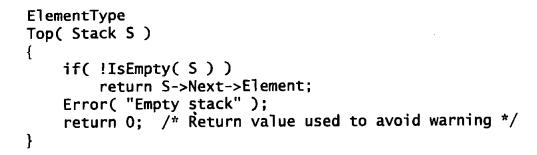 ElementType
Top( Stack S )
{
    if( !IsEmpty( S ) )
        return S->Next->Element;
    Error( "Empty stack" );
    return 0;  /* Return value used to avoid warning */
}